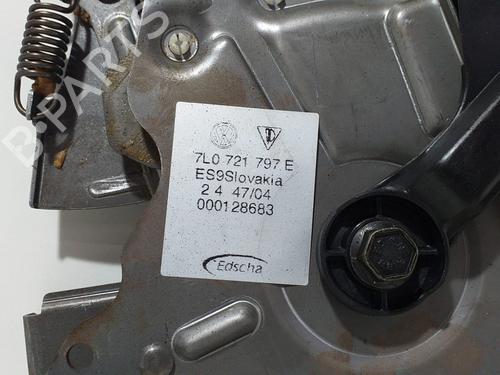 B-PARTS
7L0 721 797 E
ES9Slovakia
2 4 47/04
000128683
Edscha